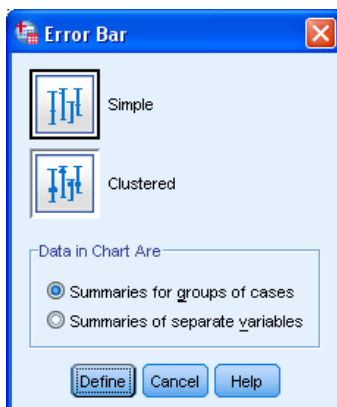 Error Bar
Simple
Clustered
Data in Chart Are
Summaries for groups of cases
Summaries of separate variables
Define Cancel Help